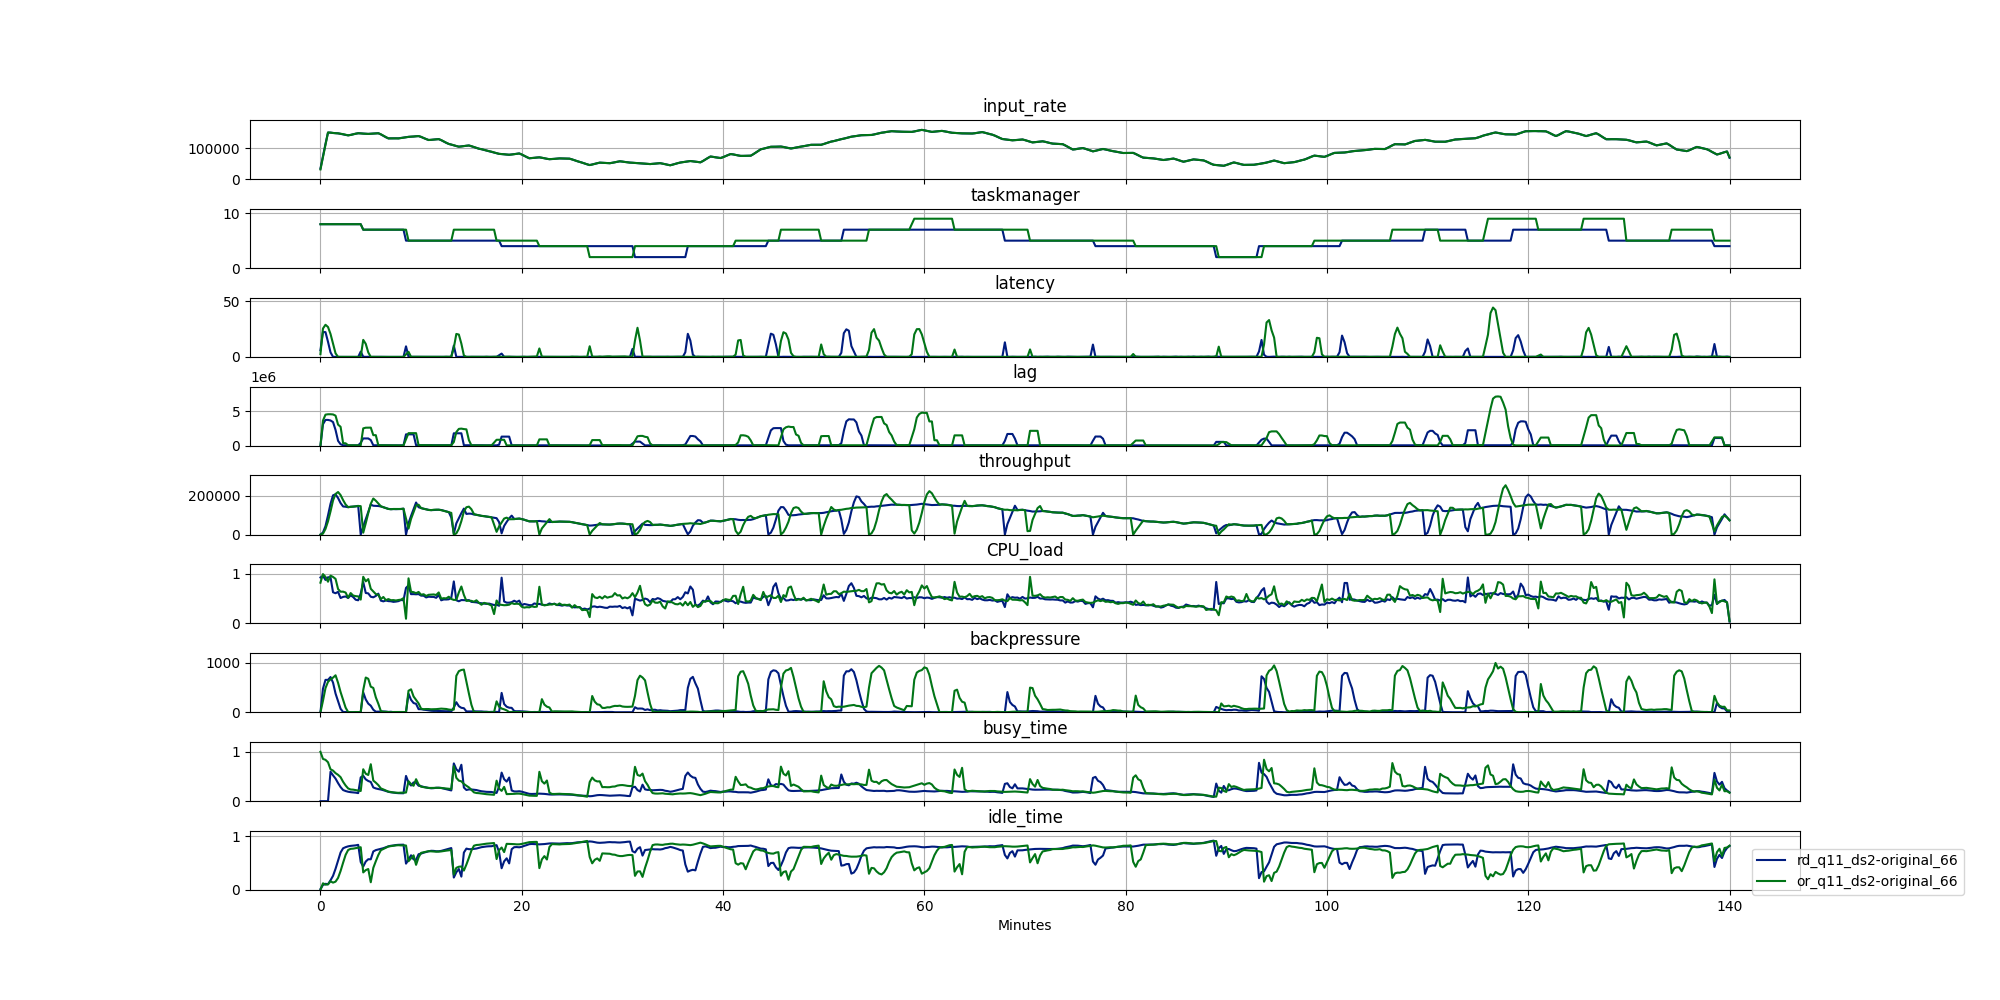 input_rate
100000
0
taskmanager
10
0
latency
50
0
1e6
lag
5
0
throughput
200000
0
CPU_load
1
0
backpressure
1000
0
busy_time
1
0
idle_time
1
0
rd_q11_ds2-original_66
or_q11_ds2-original_66
0 20 40 60 80 100 120 140
Minutes